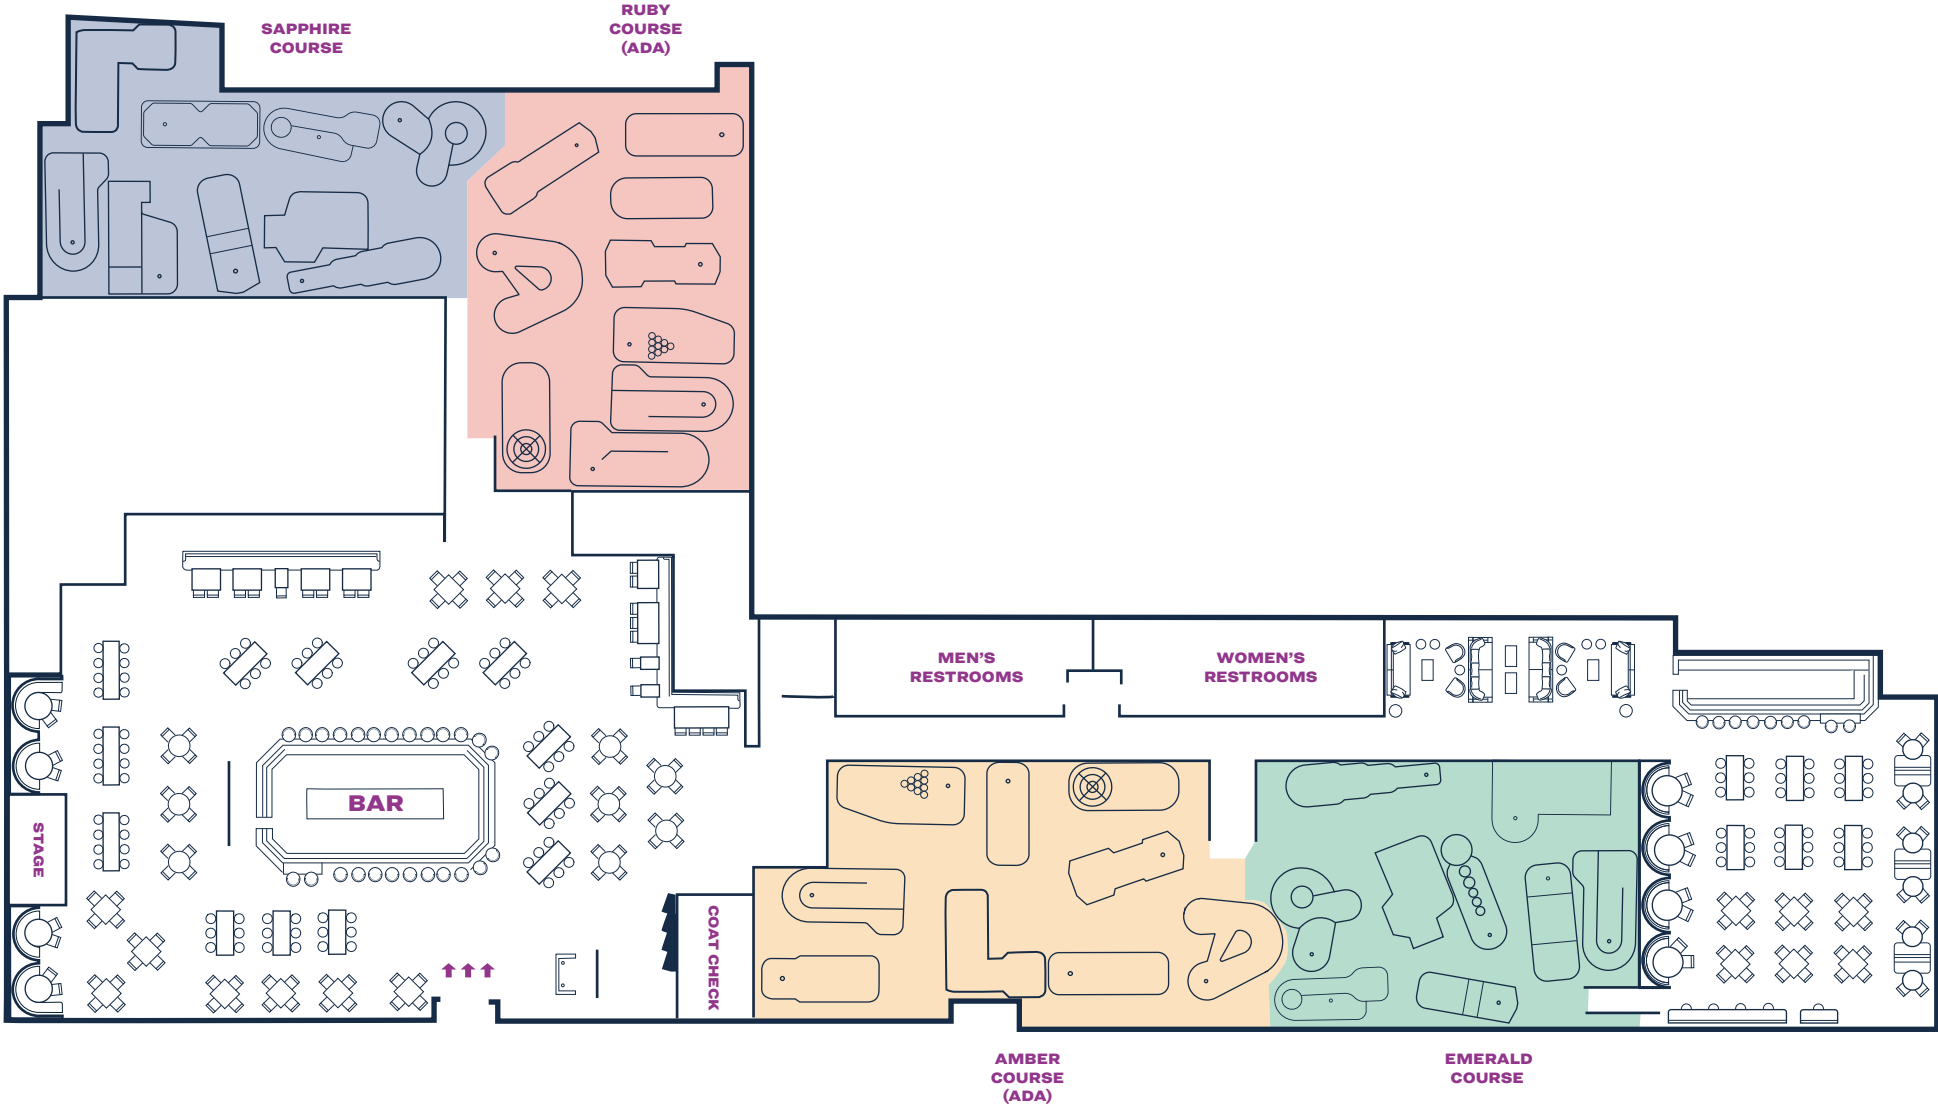 SAPPHIRE
COURSE
RUBY
COURSE
(ADA)
MEN'S
RESTROOMS
WOMEN'S
RESTROOMS
BAR
STAGE
COAT CHECK
AMBER
COURSE
(ADA)
EMERALD
COURSE